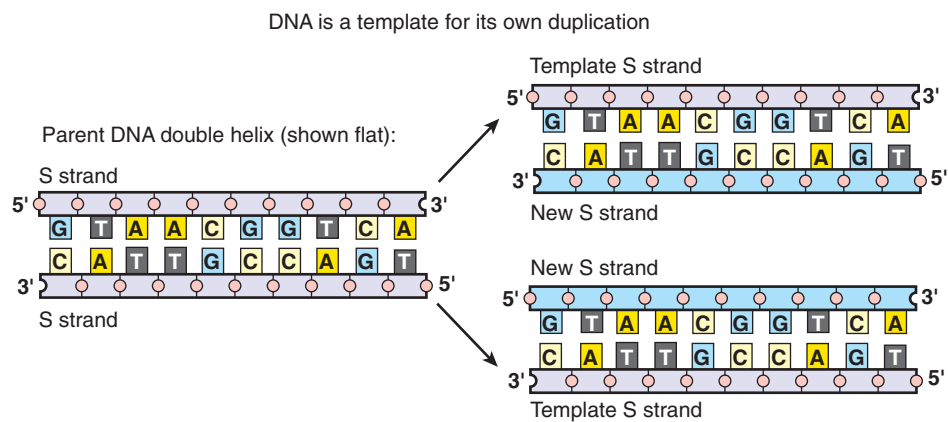 DNA is a template for its own duplication
Parent DNA double helix (shown flat):
S strand
5' 3'
G T A A C G G T C A
C A T T G C C A G T
3' 5'
S strand
Template S strand
5' 3'
G T A A C G G T C A
C A T T G C C A G T
3' 5'
New S strand
New S strand
5' 3'
G T A A C G G T C A
C A T T G C C A G T
3' 5'
Template S strand